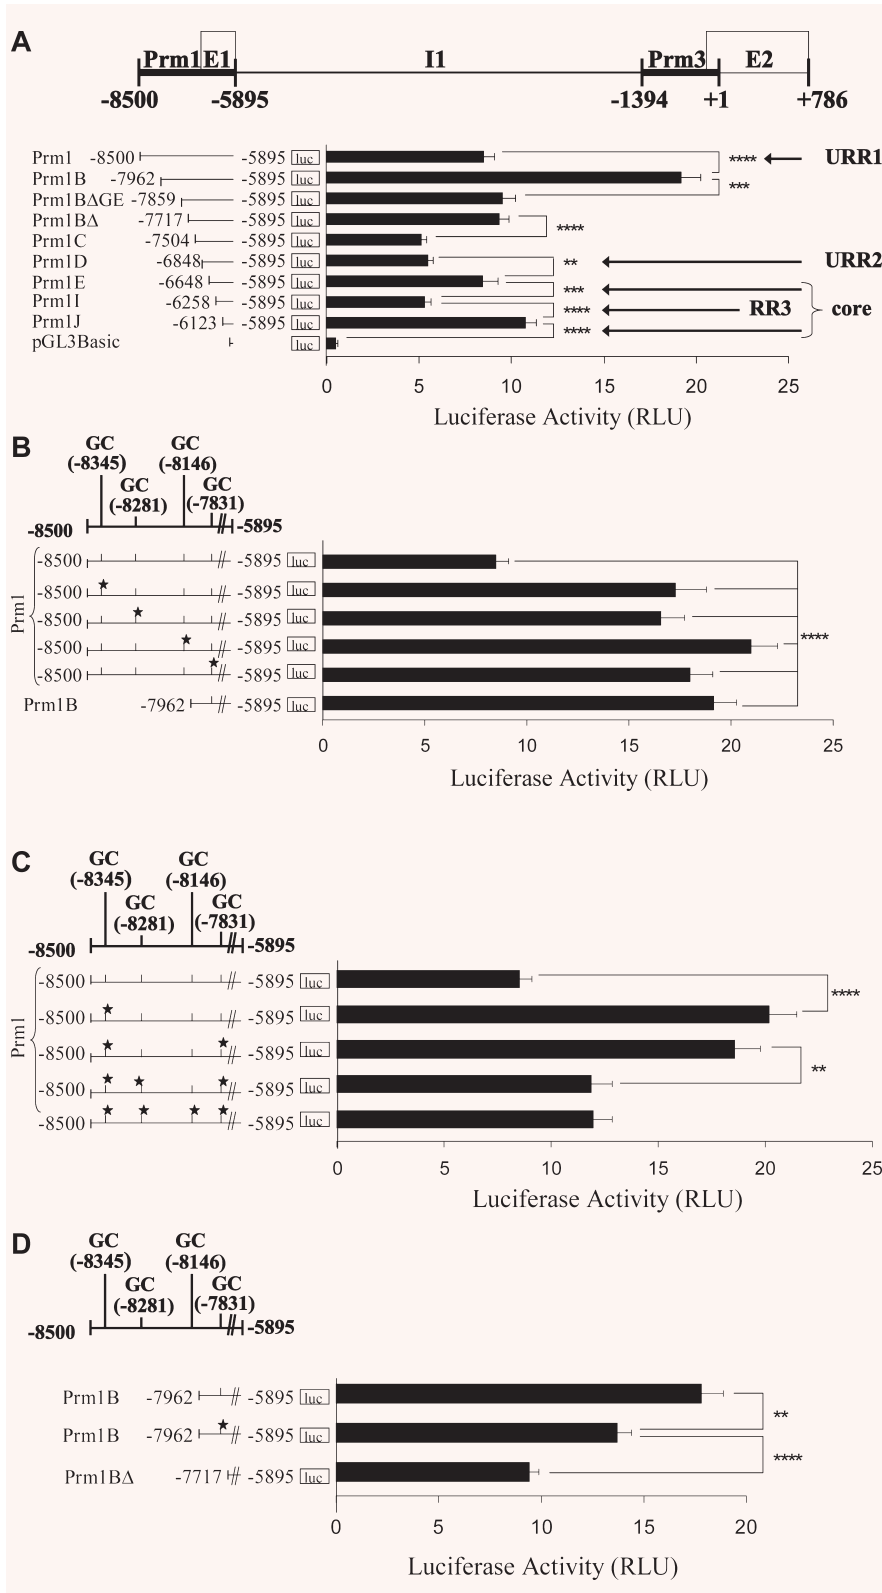 A
Prm1 E1 I1 Prm3 E2
-8500 -5895 -1394 +1 +786
Prm1 -8500 -5895 luc **** URR1
Prm1B -7962 -5895 luc ***
Prm1BΔGE -7859 -5895 luc
Prm1BΔ -7717 -5895 luc ****
Prm1C -7504 -5895 luc
Prm1D -6848 -5895 luc ** URR2
Prm1E -6648 -5895 luc ***
Prm1I -6258 -5895 luc **** RR3 core
Prm1J -6123 -5895 luc ****
pGL3Basic luc
0 5 10 15 20 25
Luciferase Activity (RLU)
B
GC GC
(-8345) (-8146)
GC GC
(-8281) (-7831)
-8500 -5895
Prm1
-8500 -5895 luc
-8500 -5895 luc
-8500 -5895 luc
-8500 -5895 luc ****
-8500 -5895 luc
Prm1B -7962 -5895 luc
0 5 10 15 20 25
Luciferase Activity (RLU)
C
GC GC
(-8345) (-8146)
GC GC
(-8281) (-7831)
-8500 -5895
Prm1
-8500 -5895 luc ****
-8500 -5895 luc
-8500 -5895 luc **
-8500 -5895 luc
-8500 -5895 luc
0 5 10 15 20 25
Luciferase Activity (RLU)
D
GC GC
(-8345) (-8146)
GC GC
(-8281) (-7831)
-8500 -5895
Prm1B -7962 -5895 luc **
Prm1B -7962 -5895 luc ****
Prm1BΔ -7717 -5895 luc
0 5 10 15 20
Luciferase Activity (RLU)